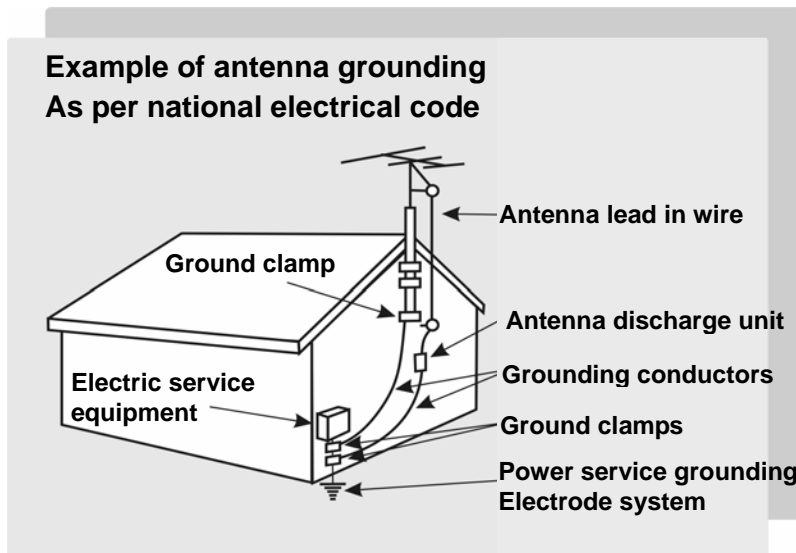 Example of antenna grounding
As per national electrical code
Antenna lead in wire
Ground clamp
Antenna discharge unit
Electric service
equipment
Grounding conductors
Ground clamps
Power service grounding
Electrode system